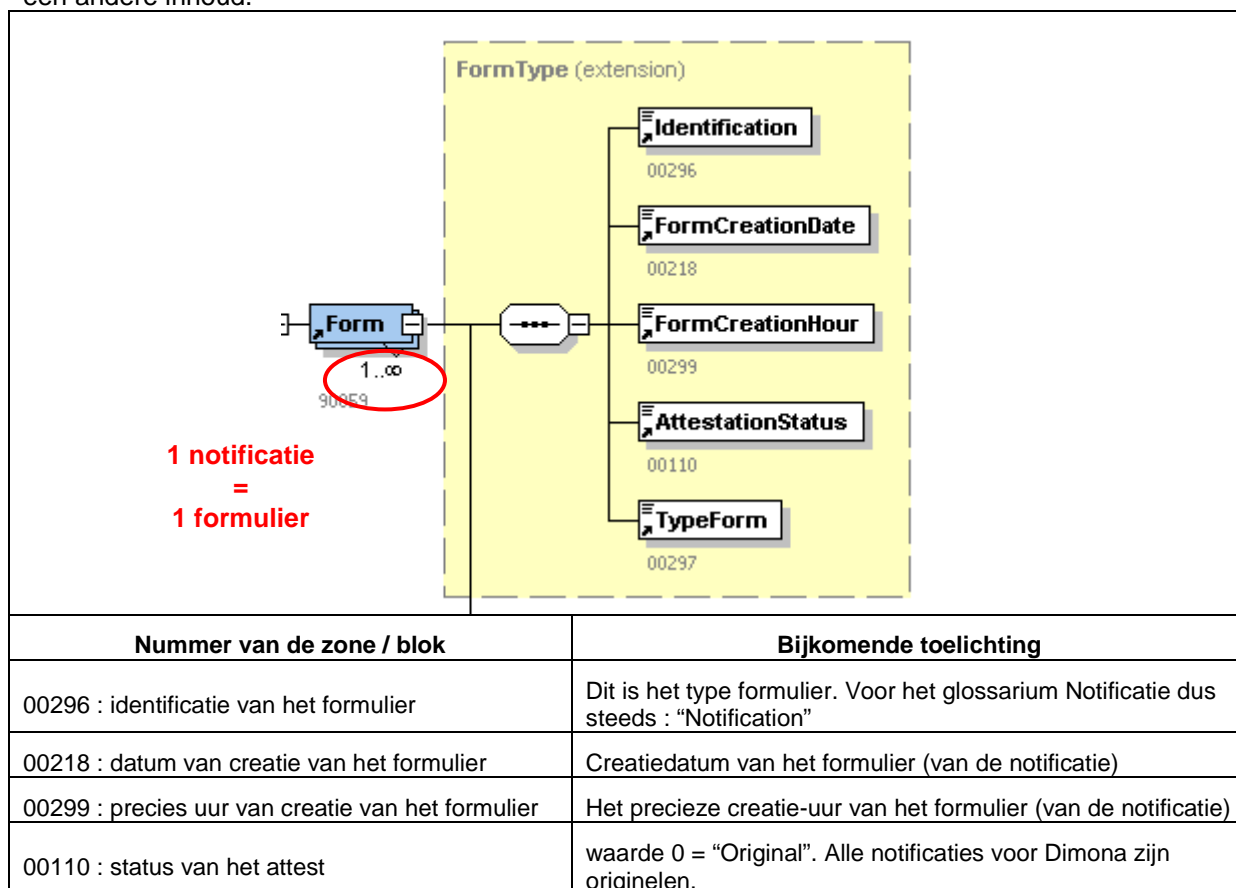 een andere inhoud.
FormType (extension)
Identification
00296
FormCreationDate
00218
Form
FormCreationHour
1..∞
00299
90059
AttestationStatus
00110
1 notificatie
=
1 formulier
TypeForm
00297
Nummer van de zone / blok
Bijkomende toelichting
00296 : identificatie van het formulier
Dit is het type formulier. Voor het glossarium Notificatie dus
steeds : “Notification”
00218 : datum van creatie van het formulier
Creatiedatum van het formulier (van de notificatie)
00299 : precies uur van creatie van het formulier
Het precieze creatie-uur van het formulier (van de notificatie)
00110 : status van het attest
waarde 0 = “Original”. Alle notificaties voor Dimona zijn
originelen.